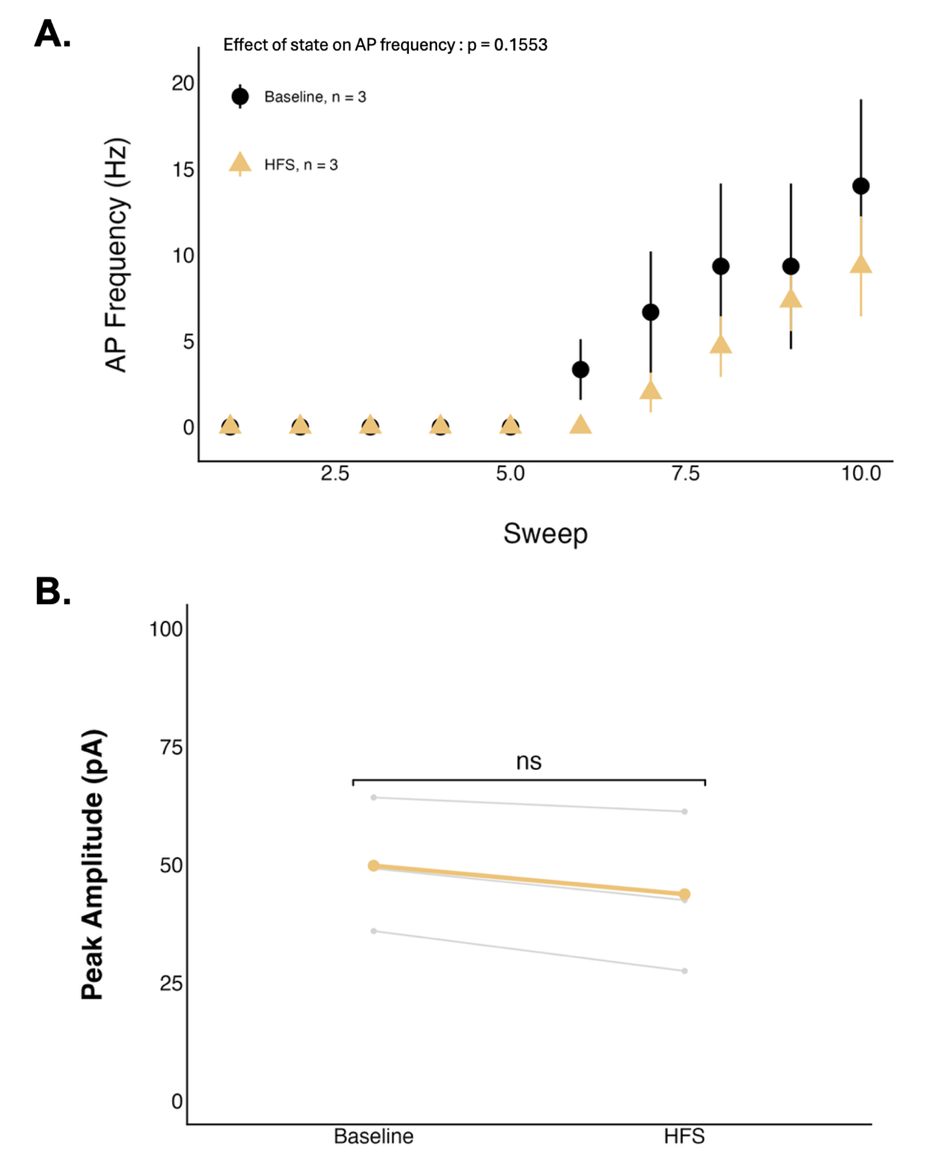 A.
Effect of state on AP frequency : p = 0.1553
20
Baseline, n = 3
15
HFS, n = 3
AP Frequency (Hz)
10
5
0
2.5 5.0 7.5 10.0
Sweep
B.
100
75
ns
Peak Amplitude (pA)
50
25
0
Baseline HFS